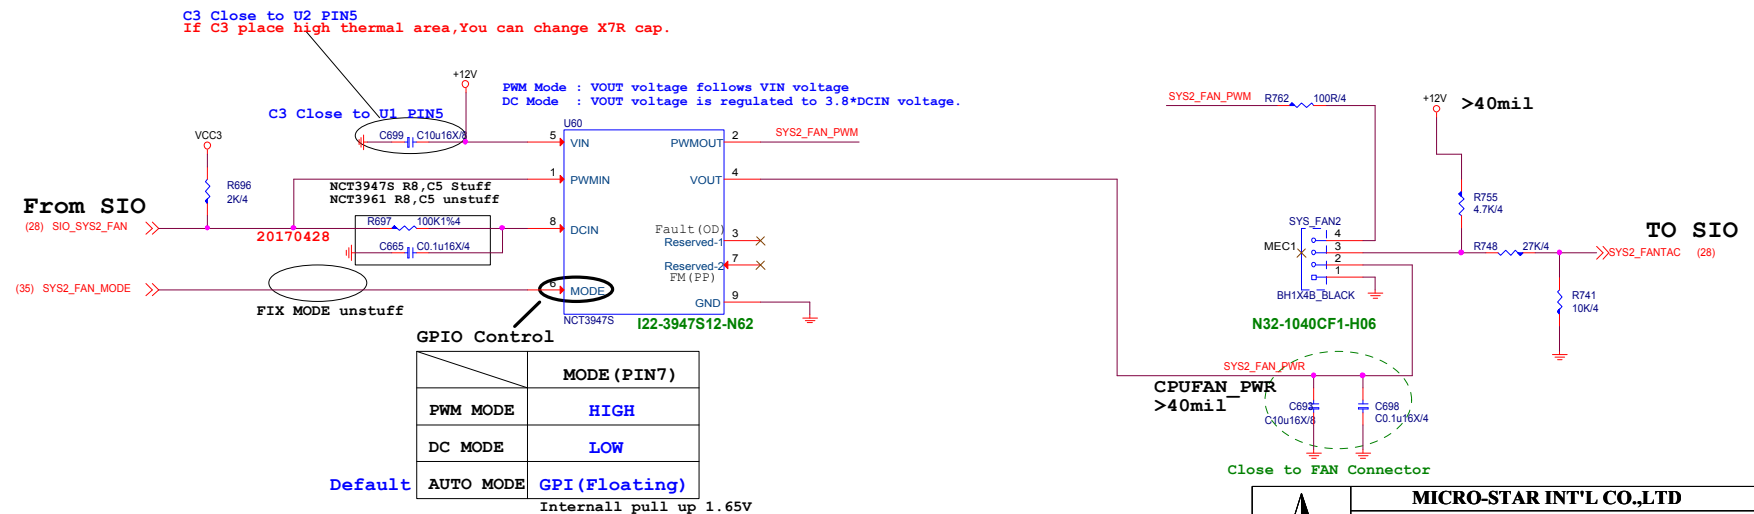 C3 Close to U2 PIN5
If C3 place high thermal area,You can change X7R cap.
+12V
PWM Mode : VOUT voltage follows VIN voltage
DC Mode : VOUT voltage is regulated to 3.8*DCIN voltage.
C3 Close to U1 PIN5
U60
C699 C10u16X/8
5 VIN
PWMOUT 2 SYS2_FAN_PWM
VCC3
1 PWMIN
VOUT 4
R696
2K/4
NCT3947S R8,C5 Stuff
NCT3961 R8,C5 unstuff
From SIO
(28) SIO_SYS2_FAN
20170428
R697 100K1%4
8 DCIN
C665 C0.1u16X/4
Fault(OD)
Reserved-1 3
Reserved-2 7
FM(PP)
(35) SYS2_FAN_MODE
6 MODE
GND 9
FIX MODE unstuff
NCT3947S
I22-3947S12-N62
GPIO Control
MODE(PIN7)
PWM MODE HIGH
DC MODE LOW
Default AUTO MODE GPI(Floating)
Internall pull up 1.65V
SYS2_FAN_PWM R762 100R/4
+12V >40mil
R755
4.7K/4
SYS_FAN2
MEC1
4
3
2
1
BH1X4B_BLACK
N32-1040CF1-H06
R748 27K/4
TO SIO
SYS2_FANTAC (28)
R741
10K/4
SYS2_FAN_PWR
CPUFAN_PWR
>40mil
C693
C10u16X/8
C698
C0.1u16X/4
Close to FAN Connector
MICRO-STAR INT'L CO.,LTD